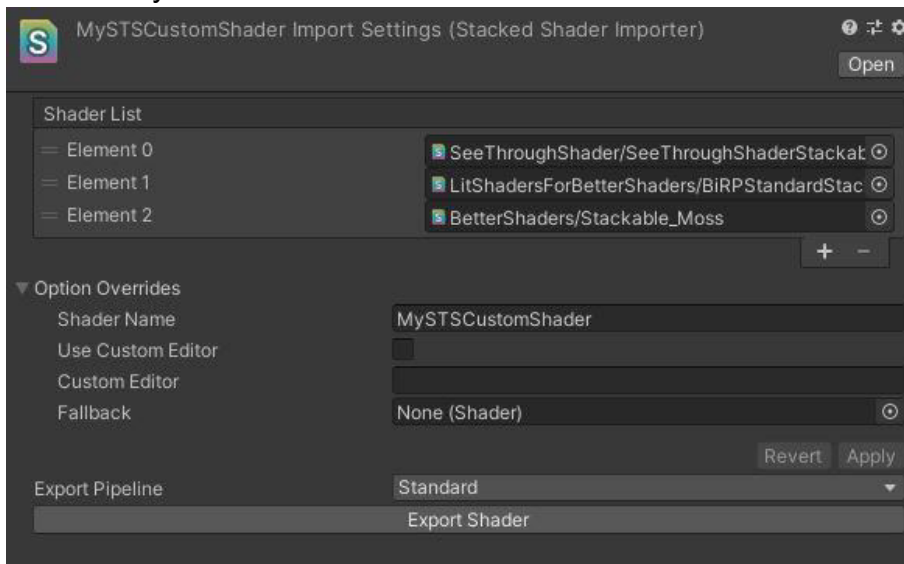 MySTSCustomShader Import Settings (Stacked Shader Importer)
Open
Shader List
Element 0 SeeThroughShader/SeeThroughShaderStackab
Element 1 LitShadersForBetterShaders/BiRPStandardStac
Element 2 BetterShaders/Stackable_Moss
+ −
Option Overrides
Shader Name MySTSCustomShader
Use Custom Editor
Custom Editor
Fallback None (Shader)
Revert Apply
Export Pipeline Standard
Export Shader